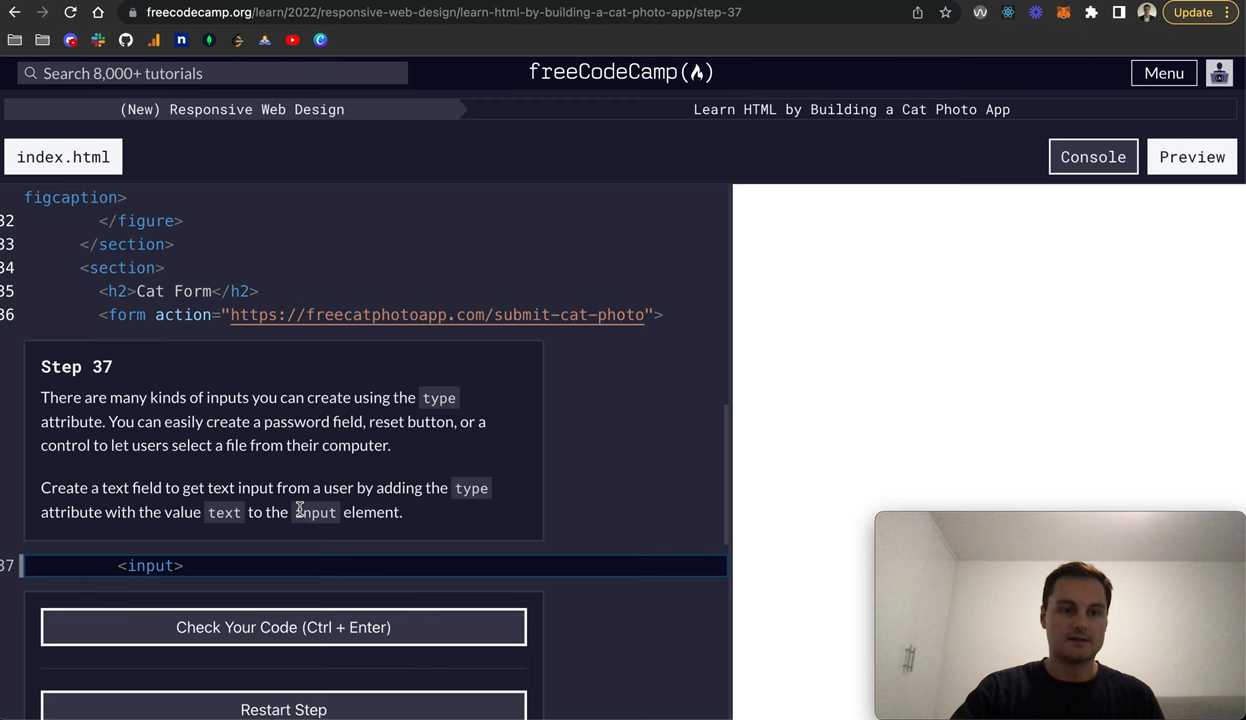 freecodecamp.org/learn/2022/responsive-web-design/learn-html-by-building-a-cat-photo-app/step-37
Update
Search 8,000+ tutorials
freeCodeCamp
Menu
(New) Responsive Web Design
Learn HTML by Building a Cat Photo App
index.html
Console
Preview
figcaption>
32 </figure>
33 </section>
34 <section>
35 <h2>Cat Form</h2>
36 <form action="https://freecatphotoapp.com/submit-cat-photo">
Step 37
There are many kinds of inputs you can create using the type
attribute. You can easily create a password field, reset button, or a
control to let users select a file from their computer.
Create a text field to get text input from a user by adding the type
attribute with the value text to the input element.
37 <input>
Check Your Code (Ctrl + Enter)
Restart Step